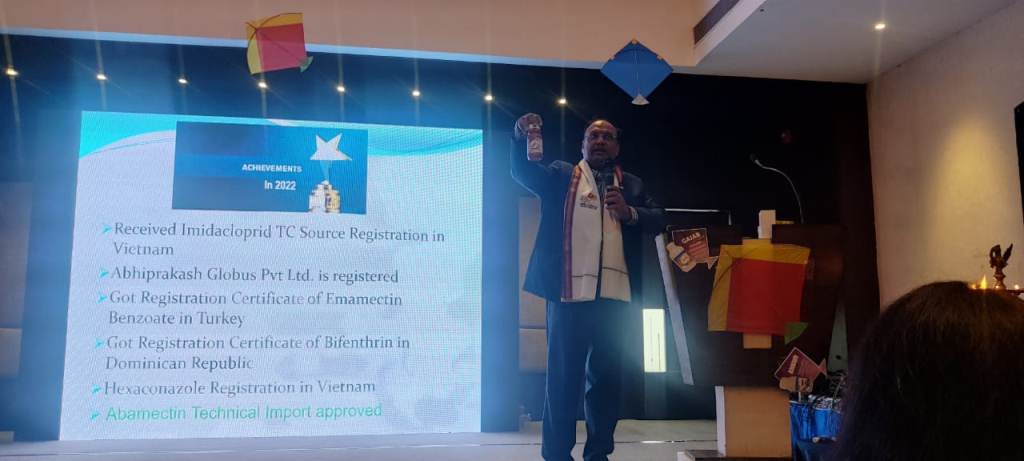 ACHIEVEMENTS
In 2022
Received Imidacloprid TC Source Registration in
Vietnam
Abhiprakash Globus Pvt Ltd. is registered
Got Registration Certificate of Emamectin
Benzoate in Turkey
Got Registration Certificate of Bifenthrin in
Dominican Republic
Hexaconazole Registration in Vietnam
Abamectin Technical Import approved